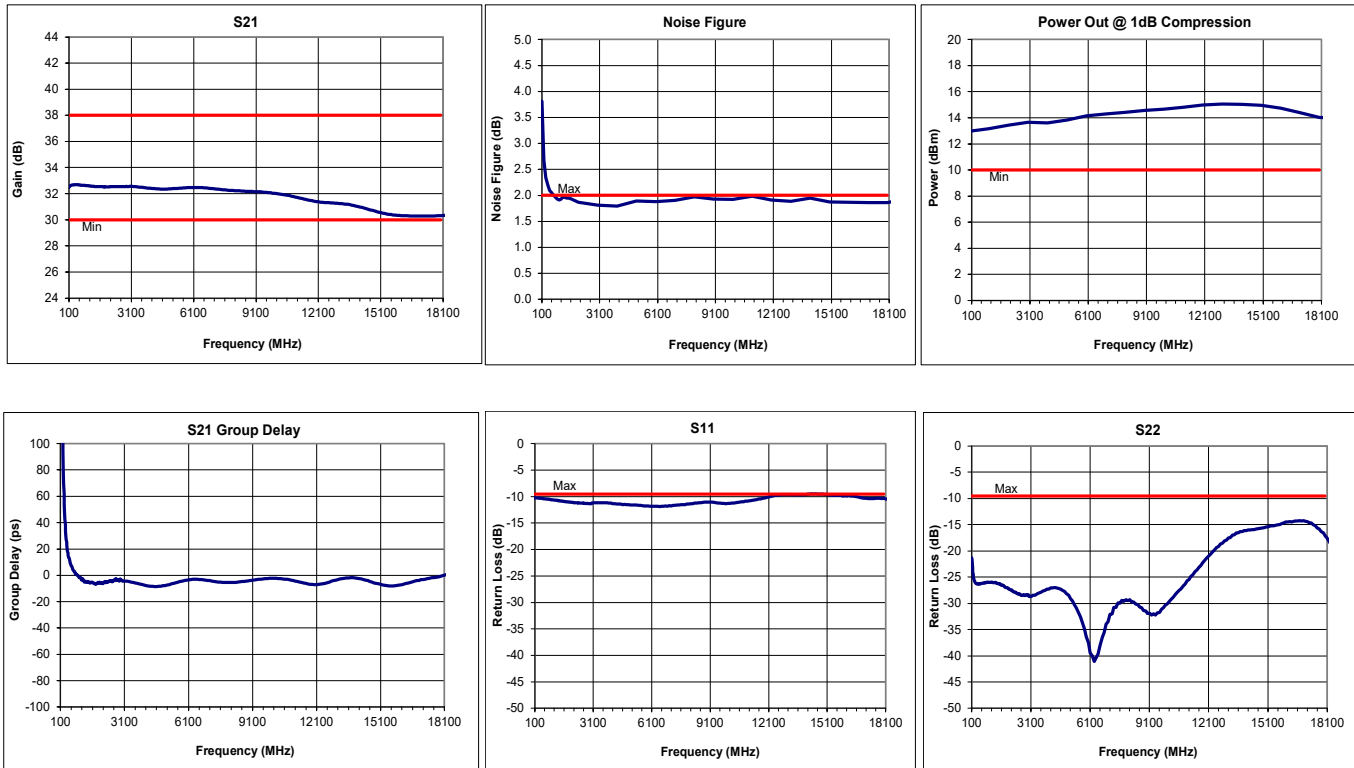 S21
Gain (dB)
44
42
40
38
36
34
32
30
28
26
24
Min
100 3100 6100 9100 12100 15100 18100
Frequency (MHz)
Noise Figure
Noise Figure (dB)
5.0
4.5
4.0
3.5
3.0
2.5
2.0
1.5
1.0
0.5
0.0
Max
100 3100 6100 9100 12100 15100 18100
Frequency (MHz)
Power Out @ 1dB Compression
Power (dBm)
20
18
16
14
12
10
8
6
4
2
0
Min
100 3100 6100 9100 12100 15100 18100
Frequency (MHz)
S21 Group Delay
Group Delay (ps)
100
80
60
40
20
0
-20
-40
-60
-80
-100
100 3100 6100 9100 12100 15100 18100
Frequency (MHz)
S11
Return Loss (dB)
0
-5
-10
-15
-20
-25
-30
-35
-40
-45
-50
Max
100 3100 6100 9100 12100 15100 18100
Frequency (MHz)
S22
Return Loss (dB)
0
-5
-10
-15
-20
-25
-30
-35
-40
-45
-50
Max
100 3100 6100 9100 12100 15100 18100
Frequency (MHz)